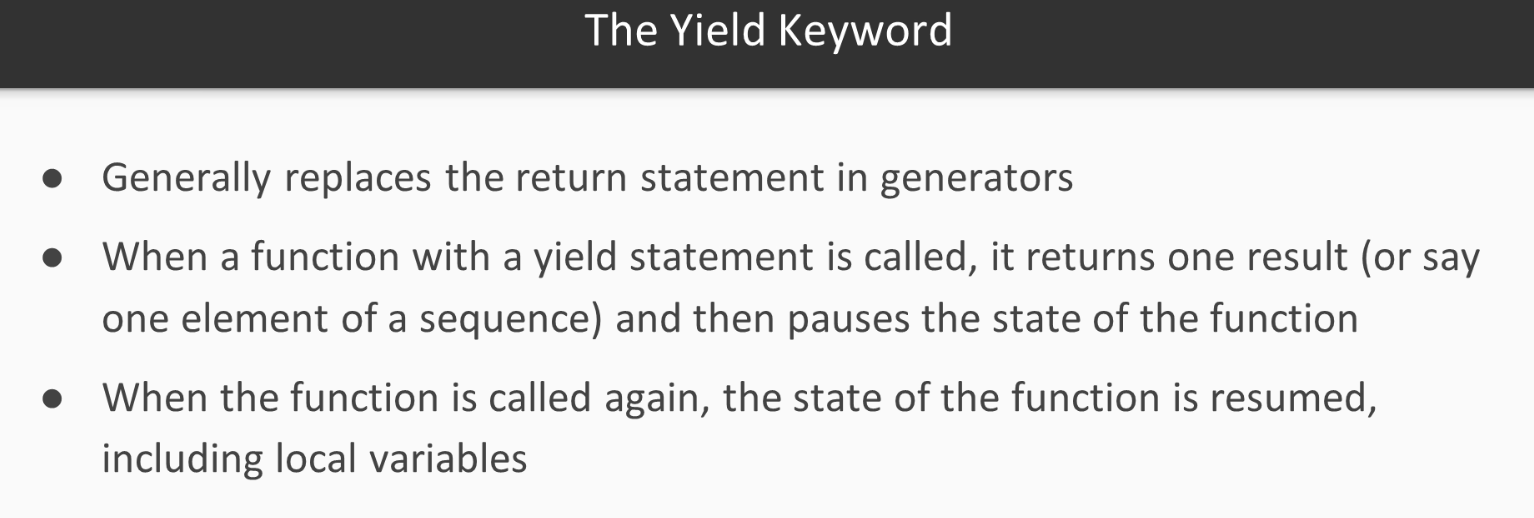 The Yield Keyword
● Generally replaces the return statement in generators
● When a function with a yield statement is called, it returns one result (or say
one element of a sequence) and then pauses the state of the function
● When the function is called again, the state of the function is resumed,
including local variables